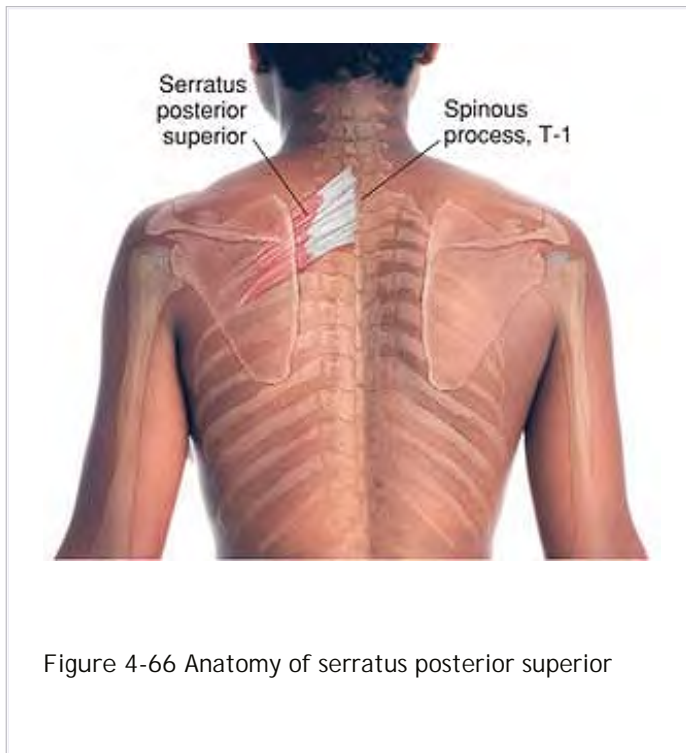 Serratus
posterior
superior
Spinous
process, T-1
Figure 4-66 Anatomy of serratus posterior superior